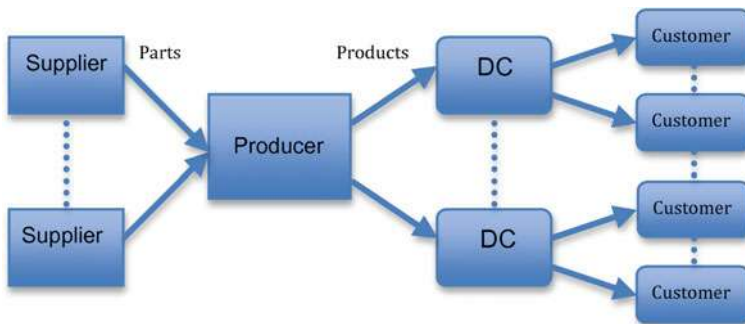 Supplier
Parts
Producer
Products
DC
Customer
Customer
Supplier
DC
Customer
Customer